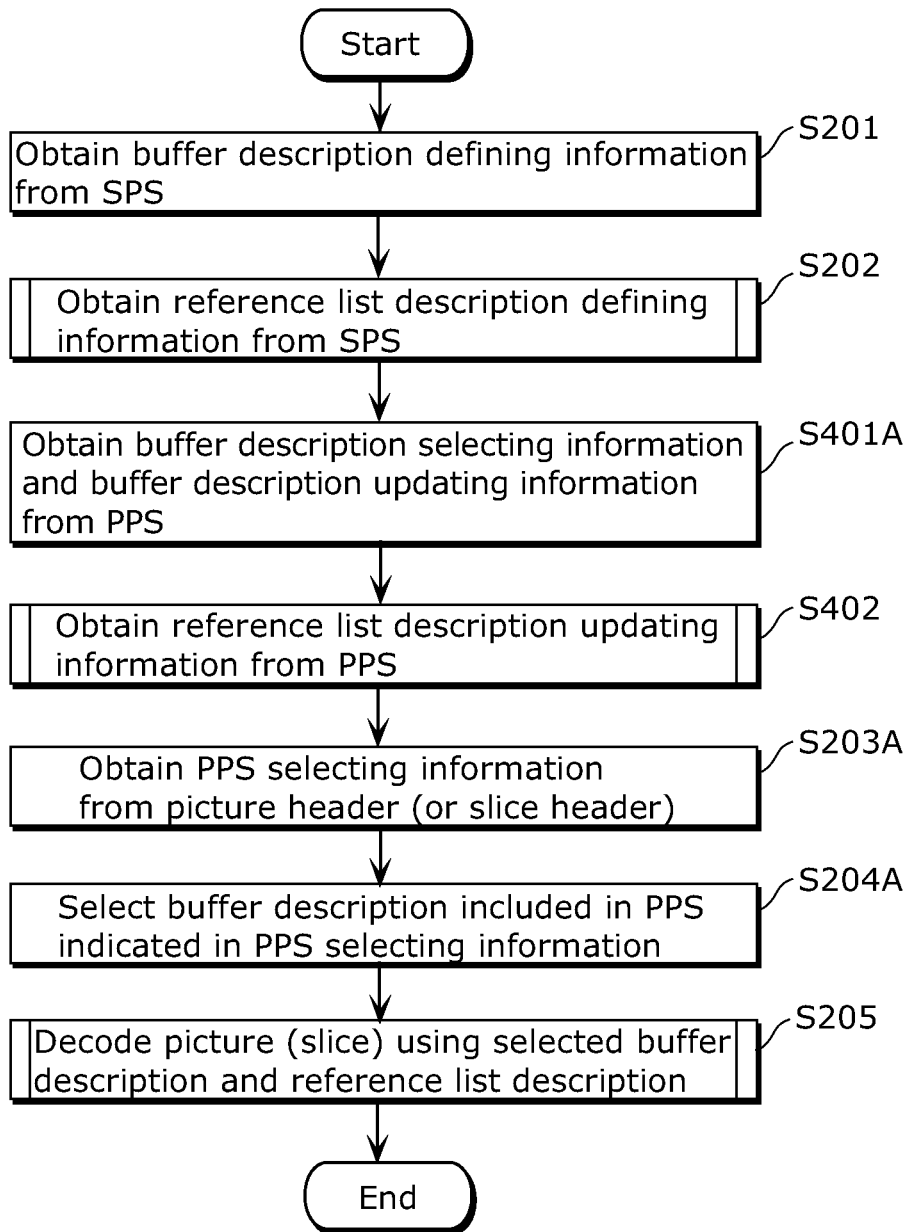 Start
S201
Obtain buffer description defining information
from SPS
S202
Obtain reference list description defining
information from SPS
S401A
Obtain buffer description selecting information
and buffer description updating information
from PPS
S402
Obtain reference list description updating
information from PPS
S203A
Obtain PPS selecting information
from picture header (or slice header)
S204A
Select buffer description included in PPS
indicated in PPS selecting information
S205
Decode picture (slice) using selected buffer
description and reference list description
End